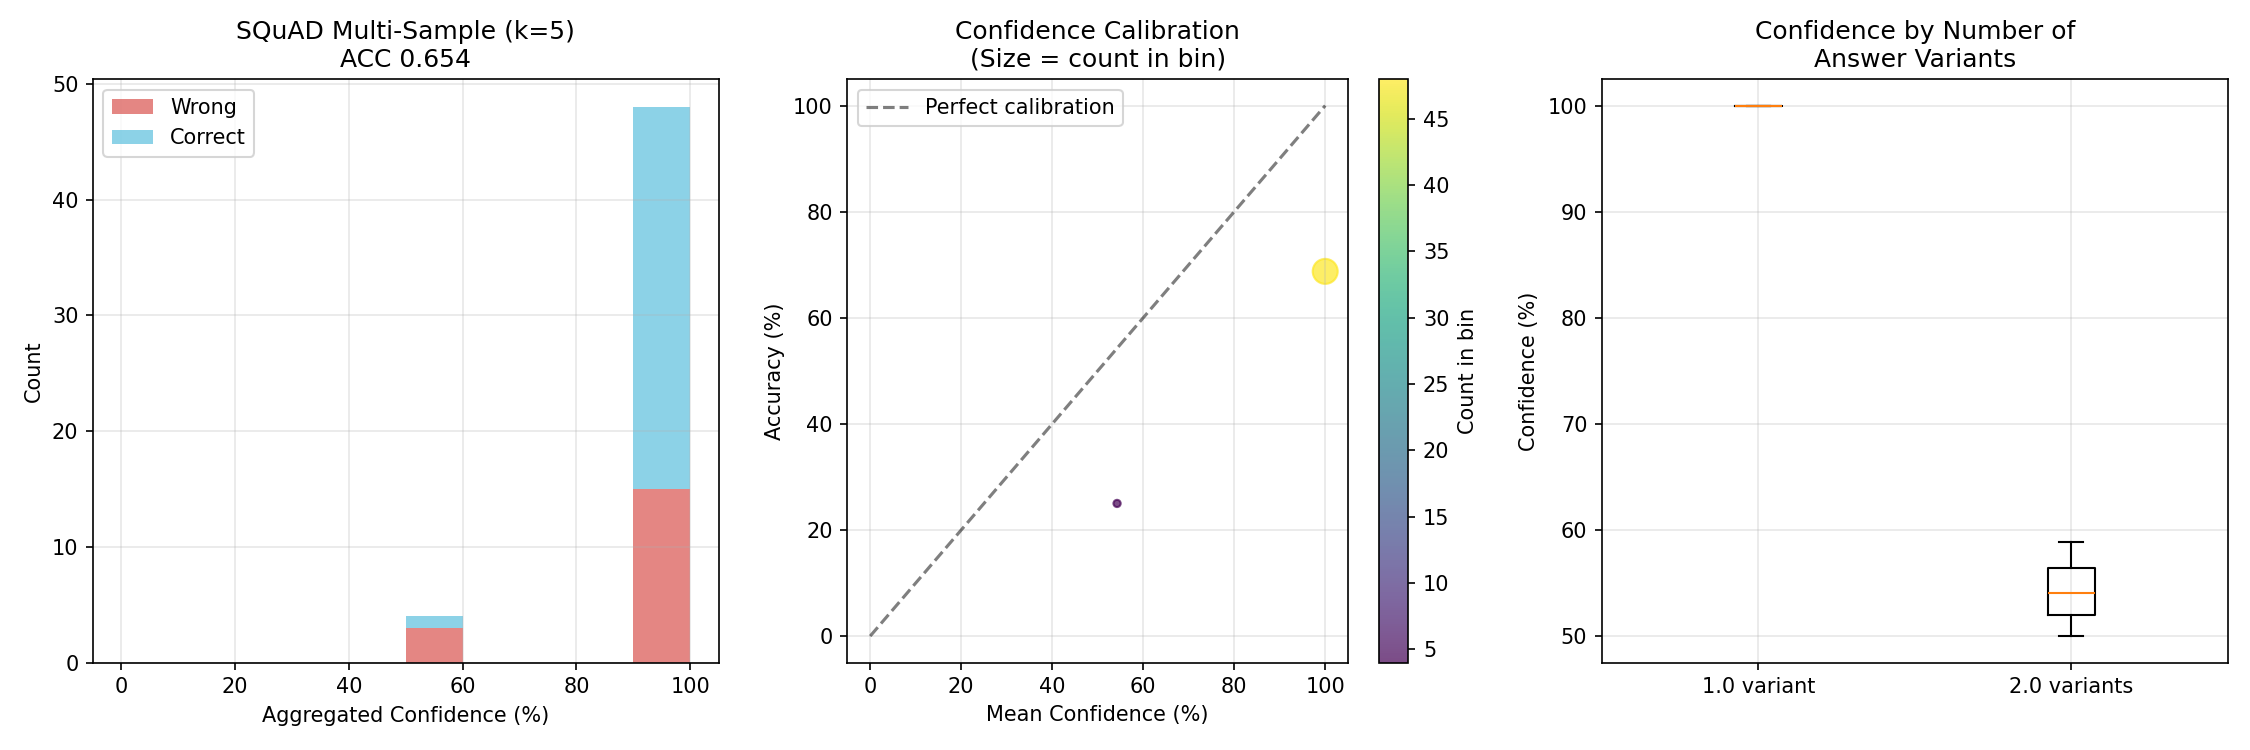 SQuAD Multi-Sample (k=5)
ACC 0.654
50
40
30
20
10
0
Count
Wrong
Correct
0 20 40 60 80 100
Aggregated Confidence (%)
Confidence Calibration
(Size = count in bin)
100
80
60
40
20
0
Accuracy (%)
Perfect calibration
0 20 40 60 80 100
Mean Confidence (%)
45
40
35
30
25
20
15
10
5
Count in bin
Confidence by Number of
Answer Variants
100
90
80
70
60
50
Confidence (%)
1.0 variant 2.0 variants